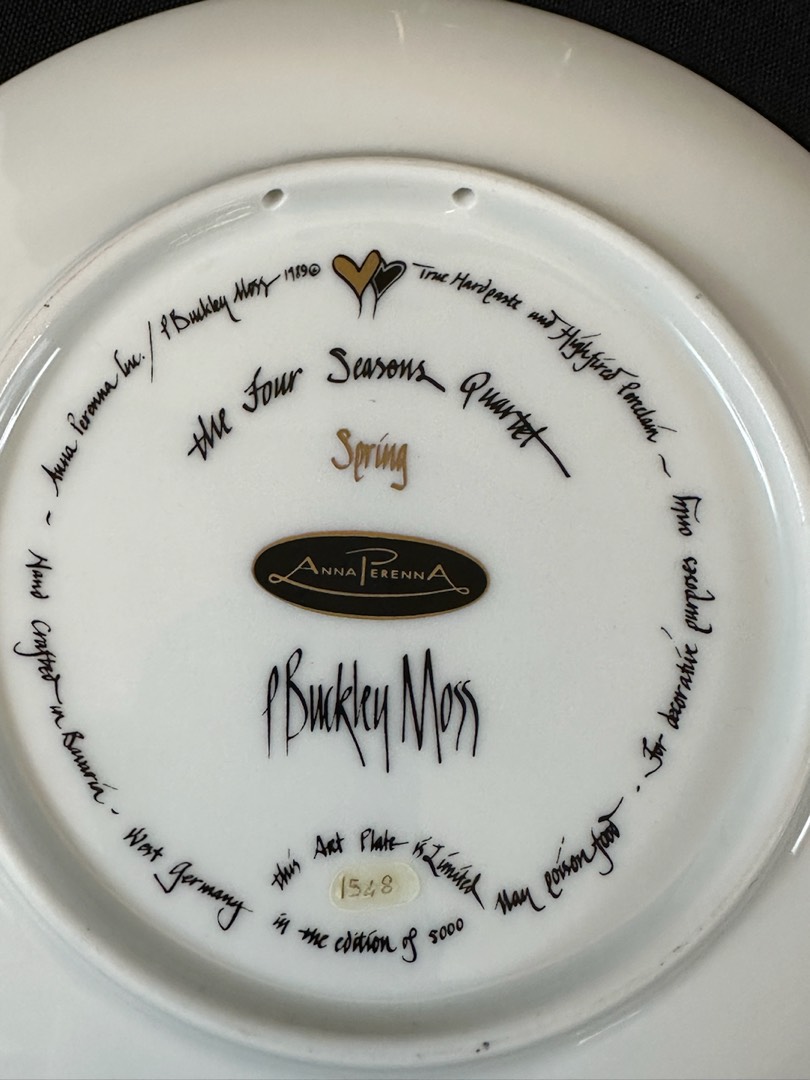 Anna Perenna Inc. / P Buckley Moss 1989©
True Hardpaste and Highfired Porcelain ~ For decorative purposes only
the Four Seasons Quartet
Spring
ANNA PERENNA
P Buckley Moss
~ Hand Crafted in Bavaria - West Germany
this Art Plate is Limited
1548
in the edition of 5000
May poison food -